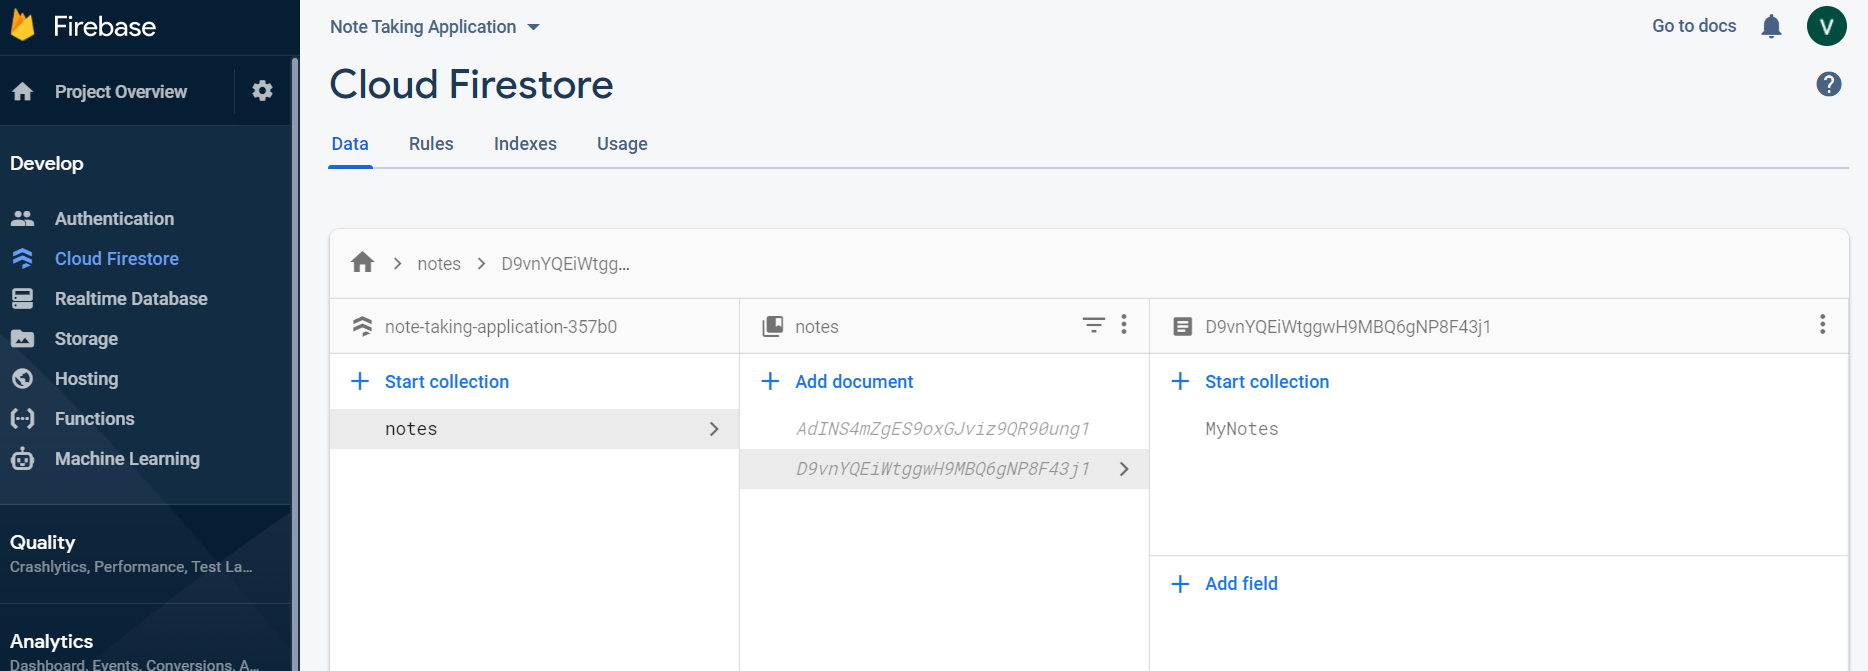 Firebase
Project Overview
Develop
Authentication
Cloud Firestore
Realtime Database
Storage
Hosting
Functions
Machine Learning
Quality
Crashlytics, Performance, Test La...
Analytics
Dashboard, Events, Conversions, A...
Note Taking Application
Go to docs
V
Cloud Firestore
?
Data Rules Indexes Usage
notes > D9vnYQEiWtgg...
note-taking-application-357b0
Start collection
notes
notes
Add document
AdINS4mZgES9oxGJviz9QR90ung1
D9vnYQEiWtggwH9MBQ6gNP8F43j1
D9vnYQEiWtggwH9MBQ6gNP8F43j1
Start collection
MyNotes
Add field